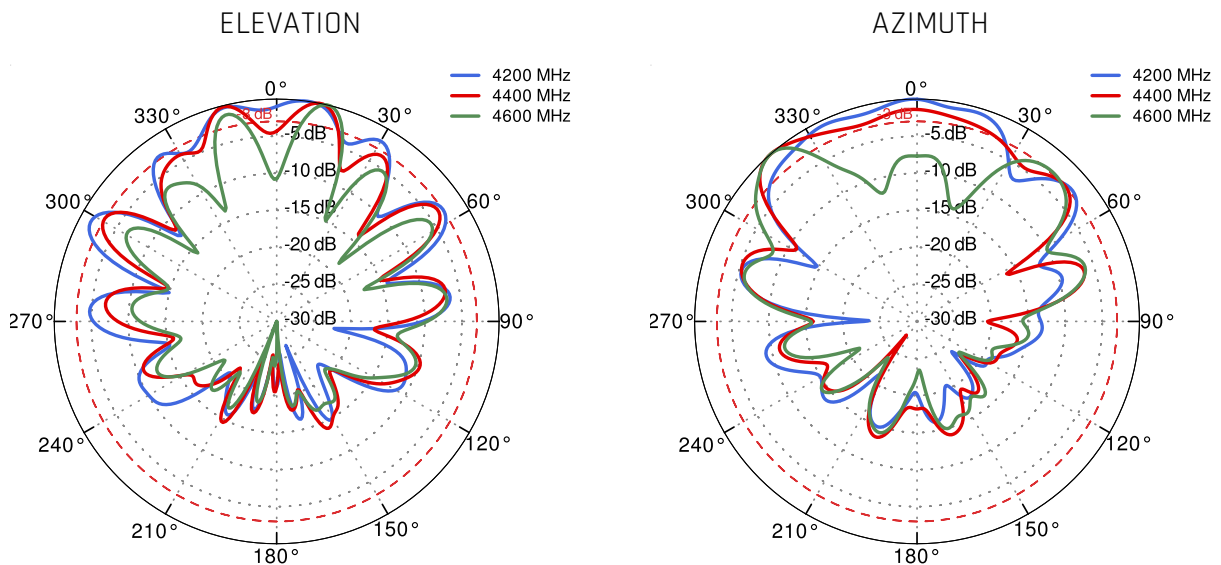 ELEVATION
4200 MHz
4400 MHz
4600 MHz
0°
30°
60°
90°
120°
150°
180°
210°
240°
270°
300°
330°
-3 dB
-5 dB
-10 dB
-15 dB
-20 dB
-25 dB
-30 dB
AZIMUTH
4200 MHz
4400 MHz
4600 MHz
0°
30°
60°
90°
120°
150°
180°
210°
240°
270°
300°
330°
-3 dB
-5 dB
-10 dB
-15 dB
-20 dB
-25 dB
-30 dB